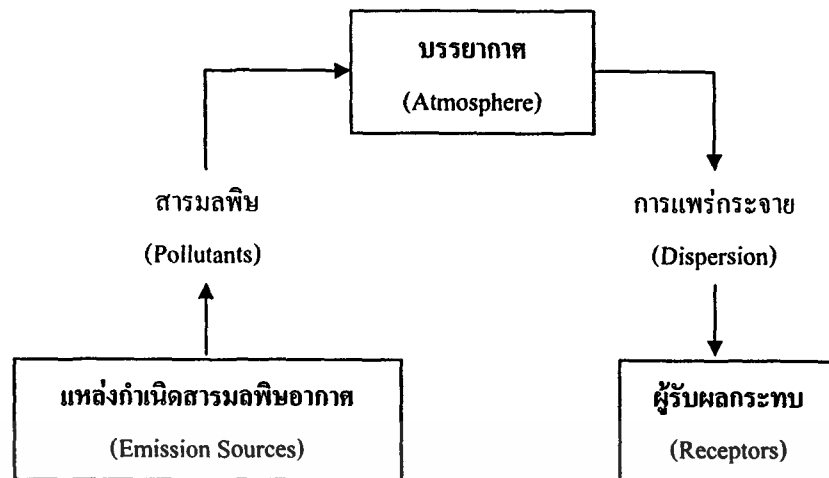 บรรยากาศ
(Atmosphere)
สารมลพิษ
(Pollutants)
การแพร่กระจาย
(Dispersion)
แหล่งกำเนิดสารมลพิษอากาศ
(Emission Sources)
ผู้รับผลกระทบ
(Receptors)